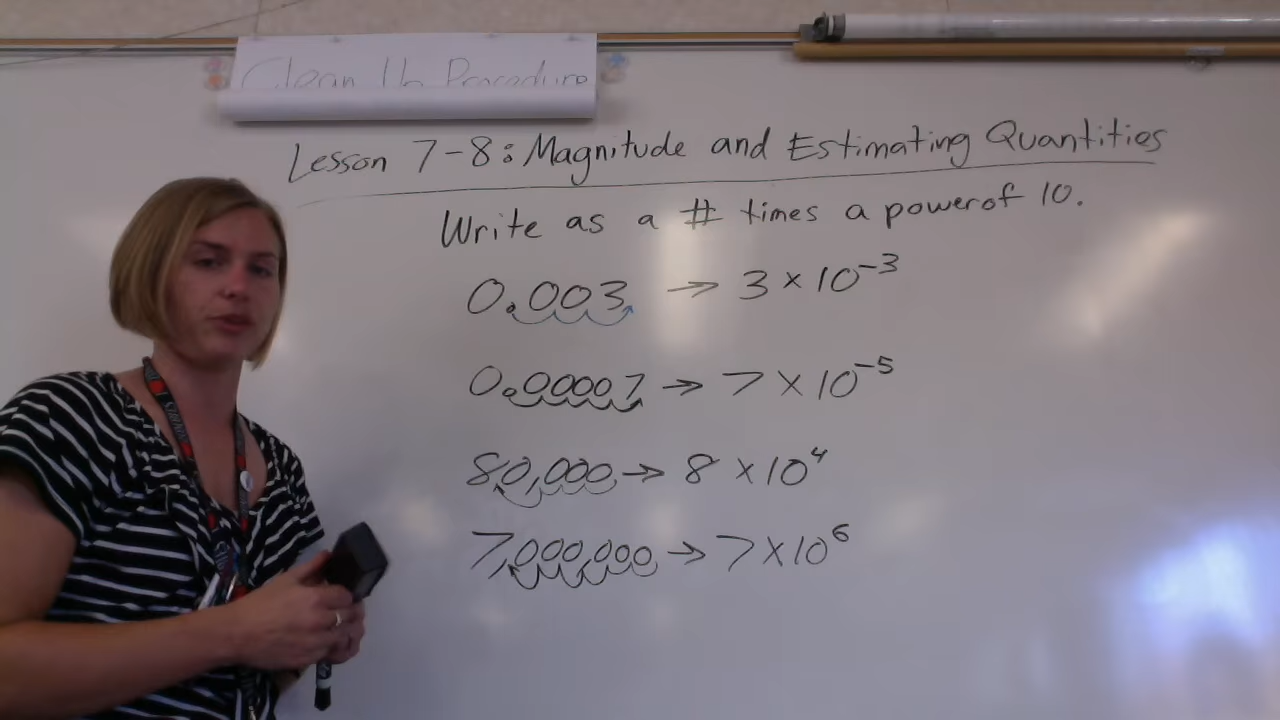 Clean Up Procedure
Lesson 7-8: Magnitude and Estimating Quantities
Write as a # times a power of 10.
0.003 → 3 × 10⁻³
0.00007 → 7 × 10⁻⁵
80,000 → 8 × 10⁴
7,000,000 → 7 × 10⁶